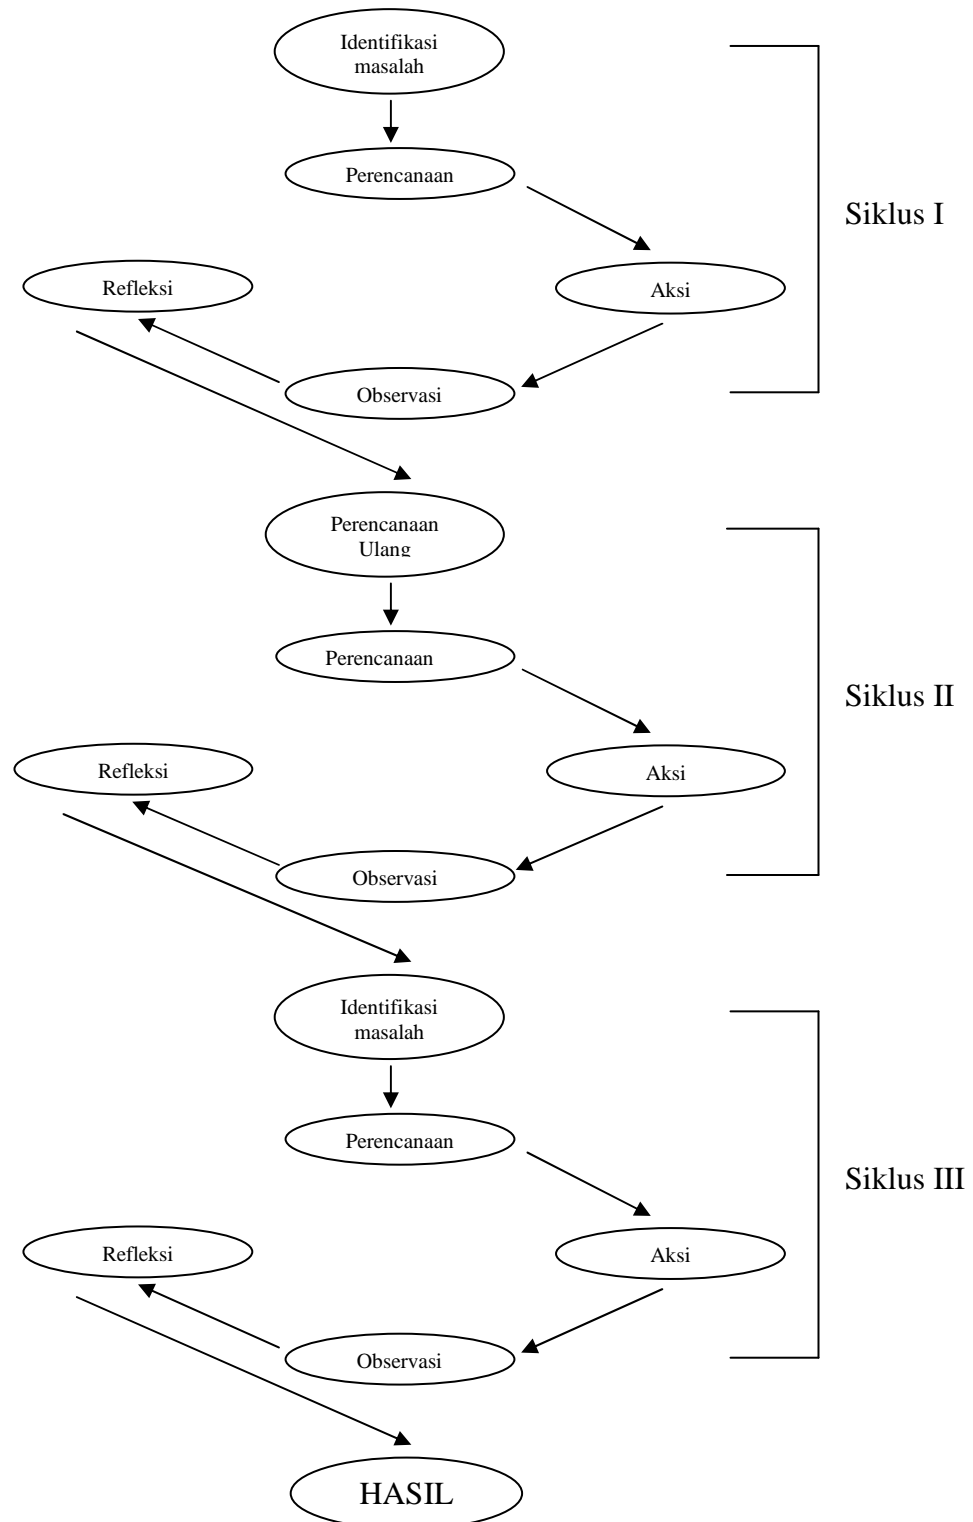 Identifikasi
masalah
Perencanaan
Siklus I
Refleksi
Aksi
Observasi
Perencanaan
Ulang
Perencanaan
Siklus II
Refleksi
Aksi
Observasi
Identifikasi
masalah
Perencanaan
Siklus III
Refleksi
Aksi
Observasi
HASIL